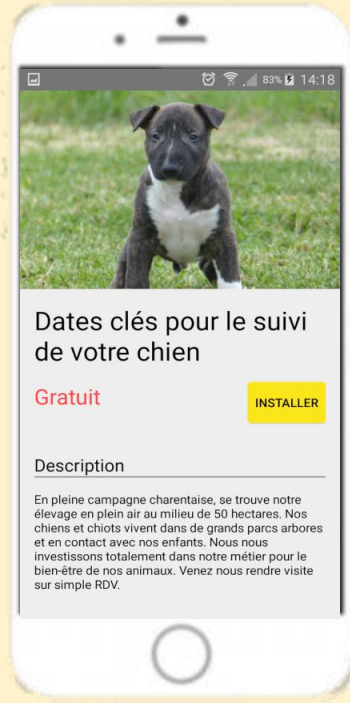 83% 14:18
Dates clés pour le suivi
de votre chien
Gratuit
INSTALLER
Description
En pleine campagne charentaise, se trouve notre
élevage en plein air au milieu de 50 hectares. Nos
chiens et chiots vivent dans de grands parcs arbores
et en contact avec nos enfants. Nous nous
investissons totalement dans notre métier pour le
bien-être de nos animaux. Venez nous rendre visite
sur simple RDV.